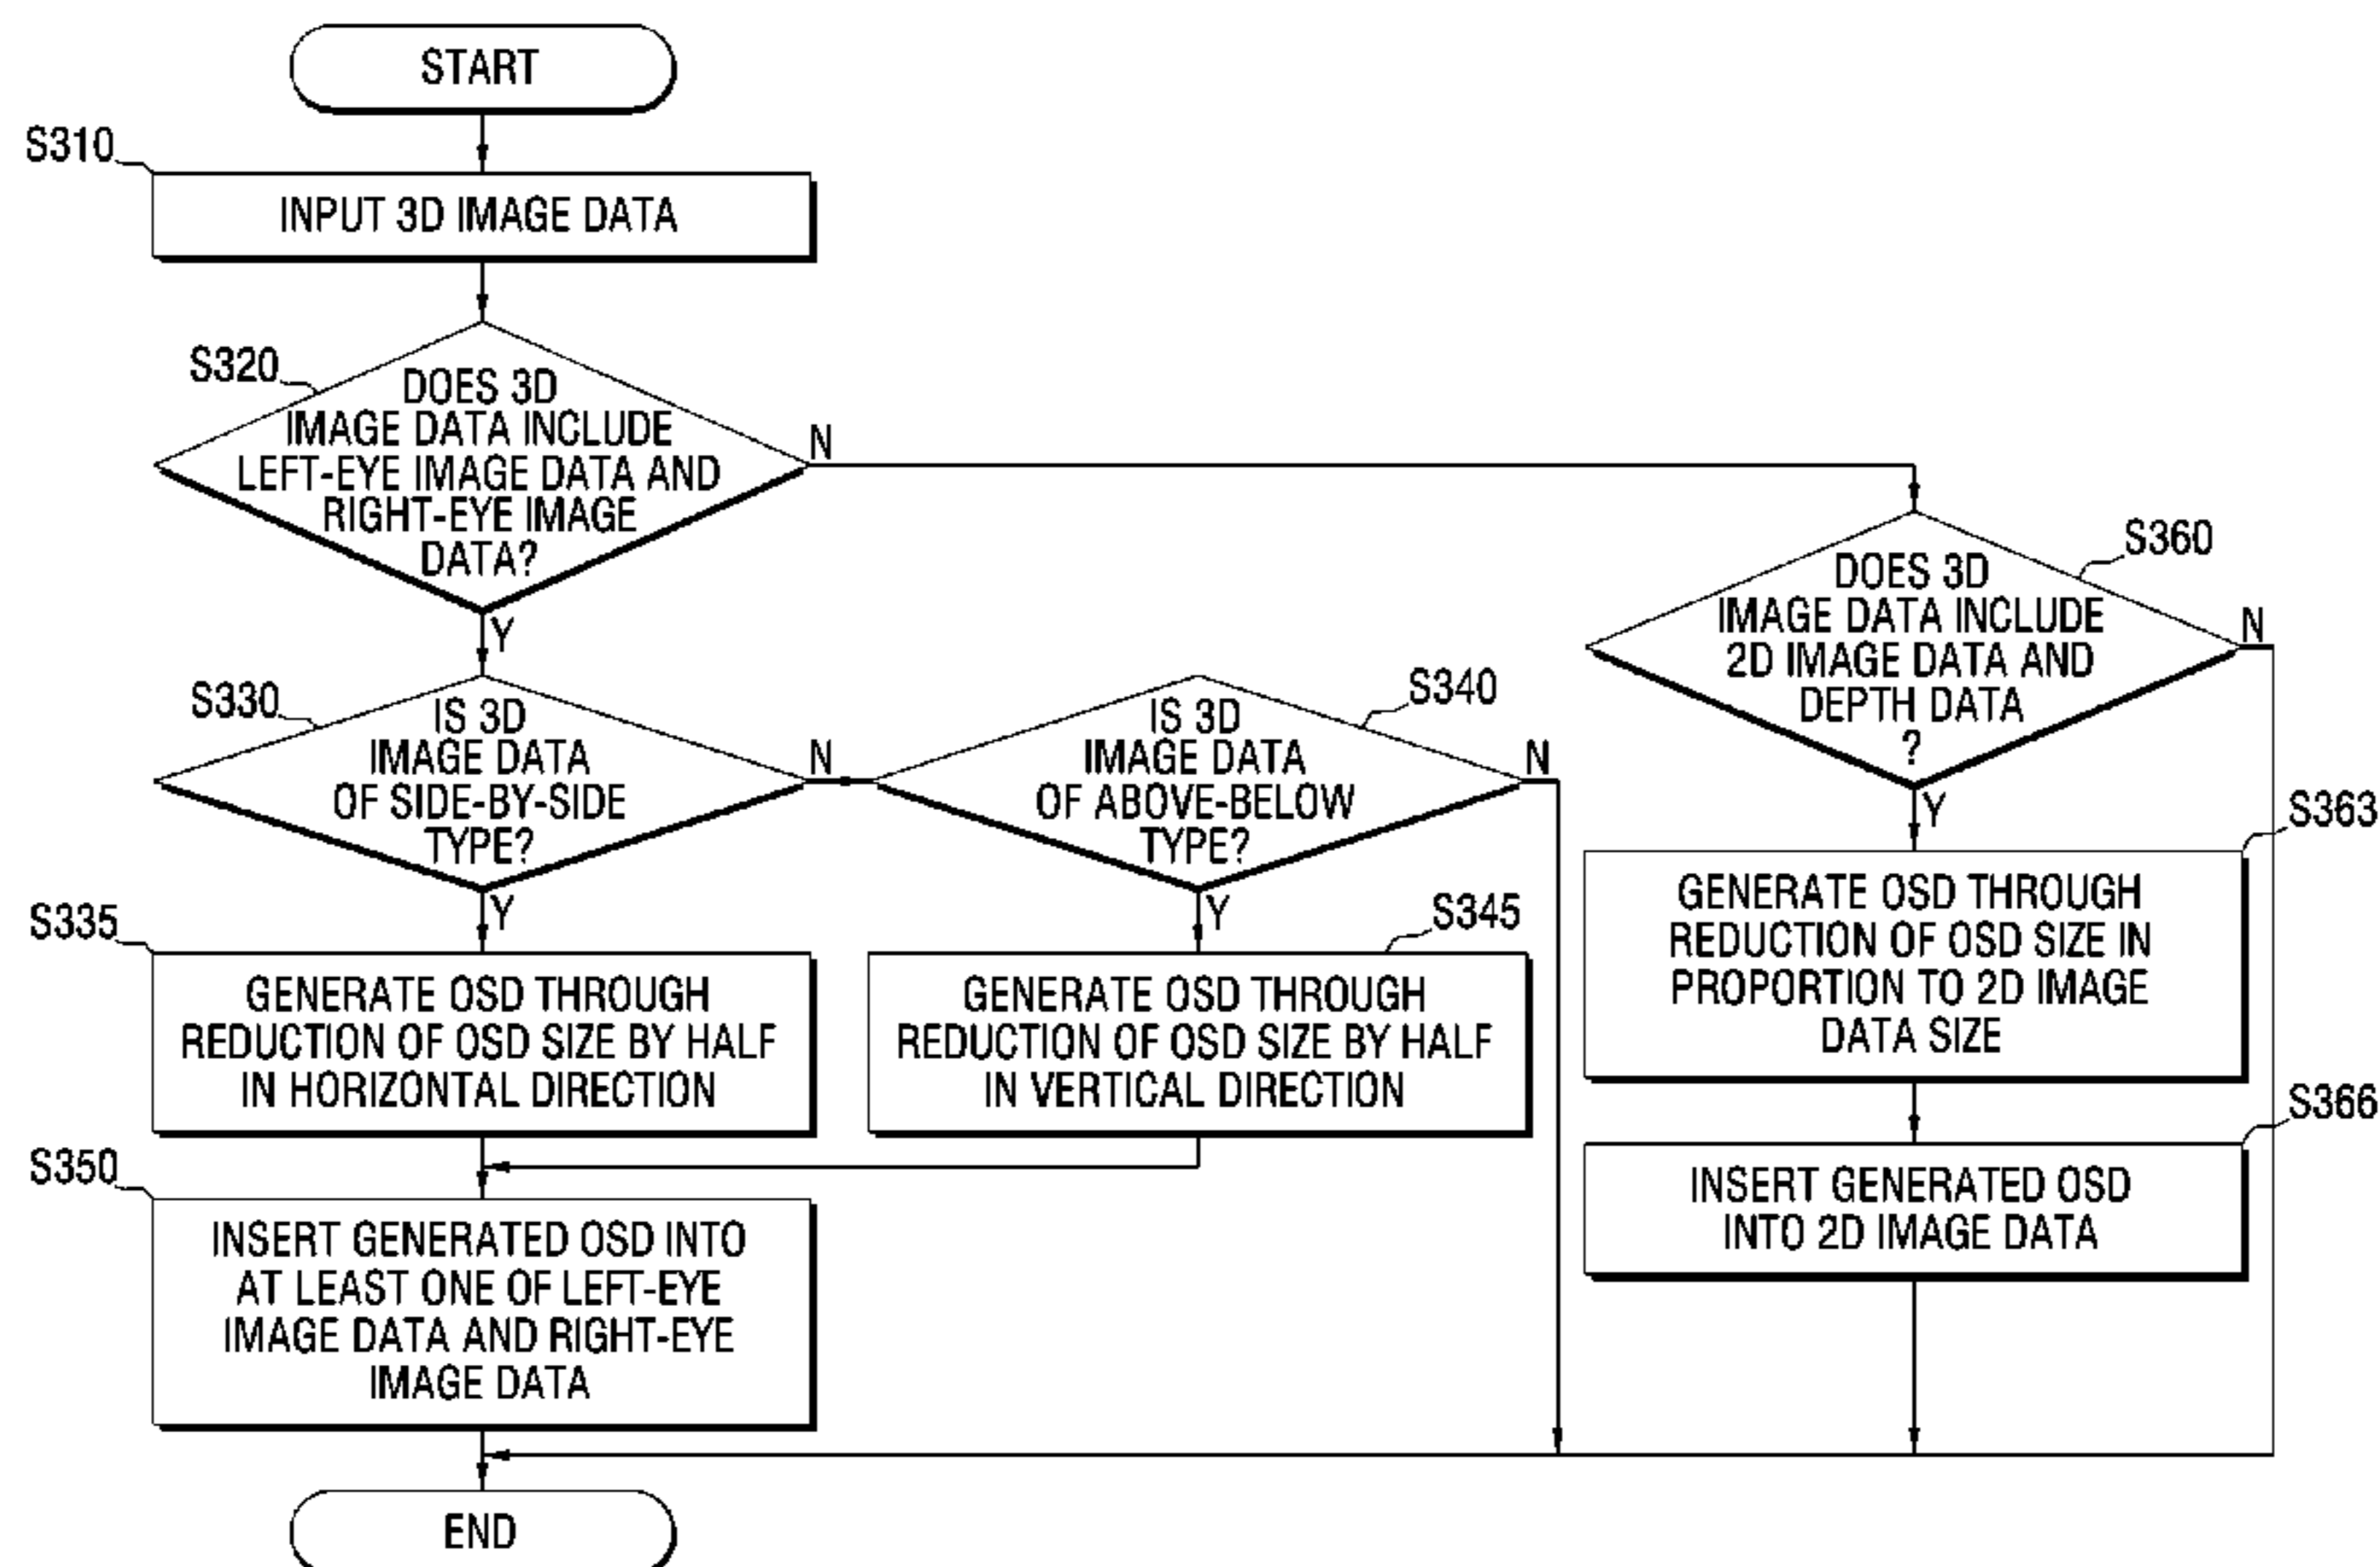 START
S310
INPUT 3D IMAGE DATA
S320
DOES 3D
IMAGE DATA INCLUDE
LEFT-EYE IMAGE DATA AND
RIGHT-EYE IMAGE
DATA?
N
Y
S360
DOES 3D
IMAGE DATA INCLUDE
2D IMAGE DATA AND
DEPTH DATA
?
N
Y
S330
IS 3D
IMAGE DATA
OF SIDE-BY-SIDE
TYPE?
N
Y
S340
IS 3D
IMAGE DATA
OF ABOVE-BELOW
TYPE?
N
Y
S335
GENERATE OSD THROUGH
REDUCTION OF OSD SIZE BY HALF
IN HORIZONTAL DIRECTION
S345
GENERATE OSD THROUGH
REDUCTION OF OSD SIZE BY HALF
IN VERTICAL DIRECTION
S363
GENERATE OSD THROUGH
REDUCTION OF OSD SIZE IN
PROPORTION TO 2D IMAGE
DATA SIZE
S350
INSERT GENERATED OSD INTO
AT LEAST ONE OF LEFT-EYE
IMAGE DATA AND RIGHT-EYE
IMAGE DATA
S366
INSERT GENERATED OSD
INTO 2D IMAGE DATA
END